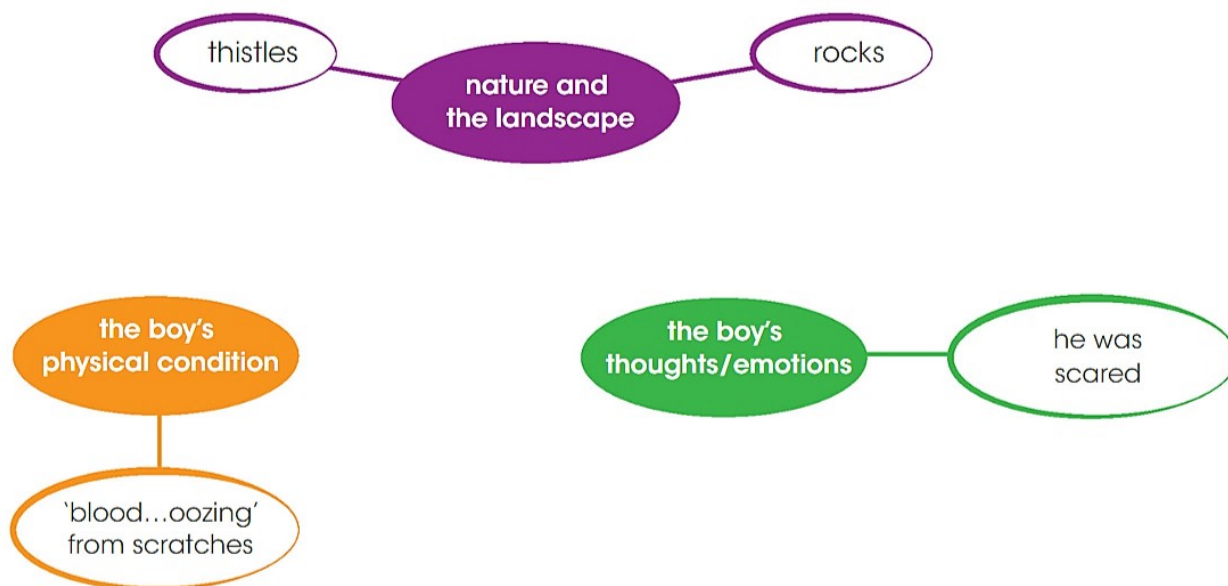 thistles
nature and
the landscape
rocks
the boy's
physical condition
'blood...oozing'
from scratches
the boy's
thoughts/emotions
he was
scared